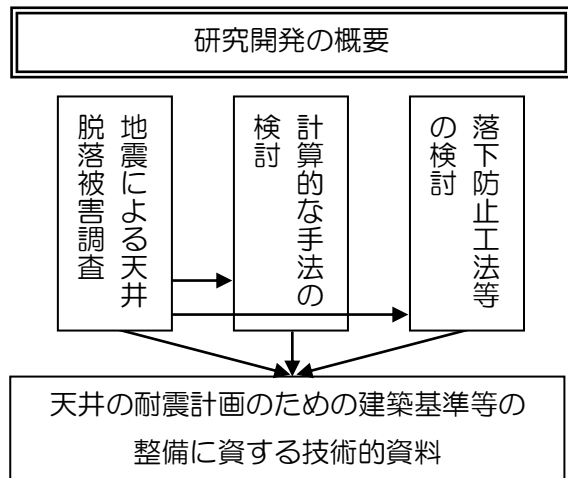 研究開発の概要
地震による天井
脱落被害調査
計算的な手法の
検討
落下防止工法等
の検討
天井の耐震計画のための建築基準等の
整備に資する技術的資料